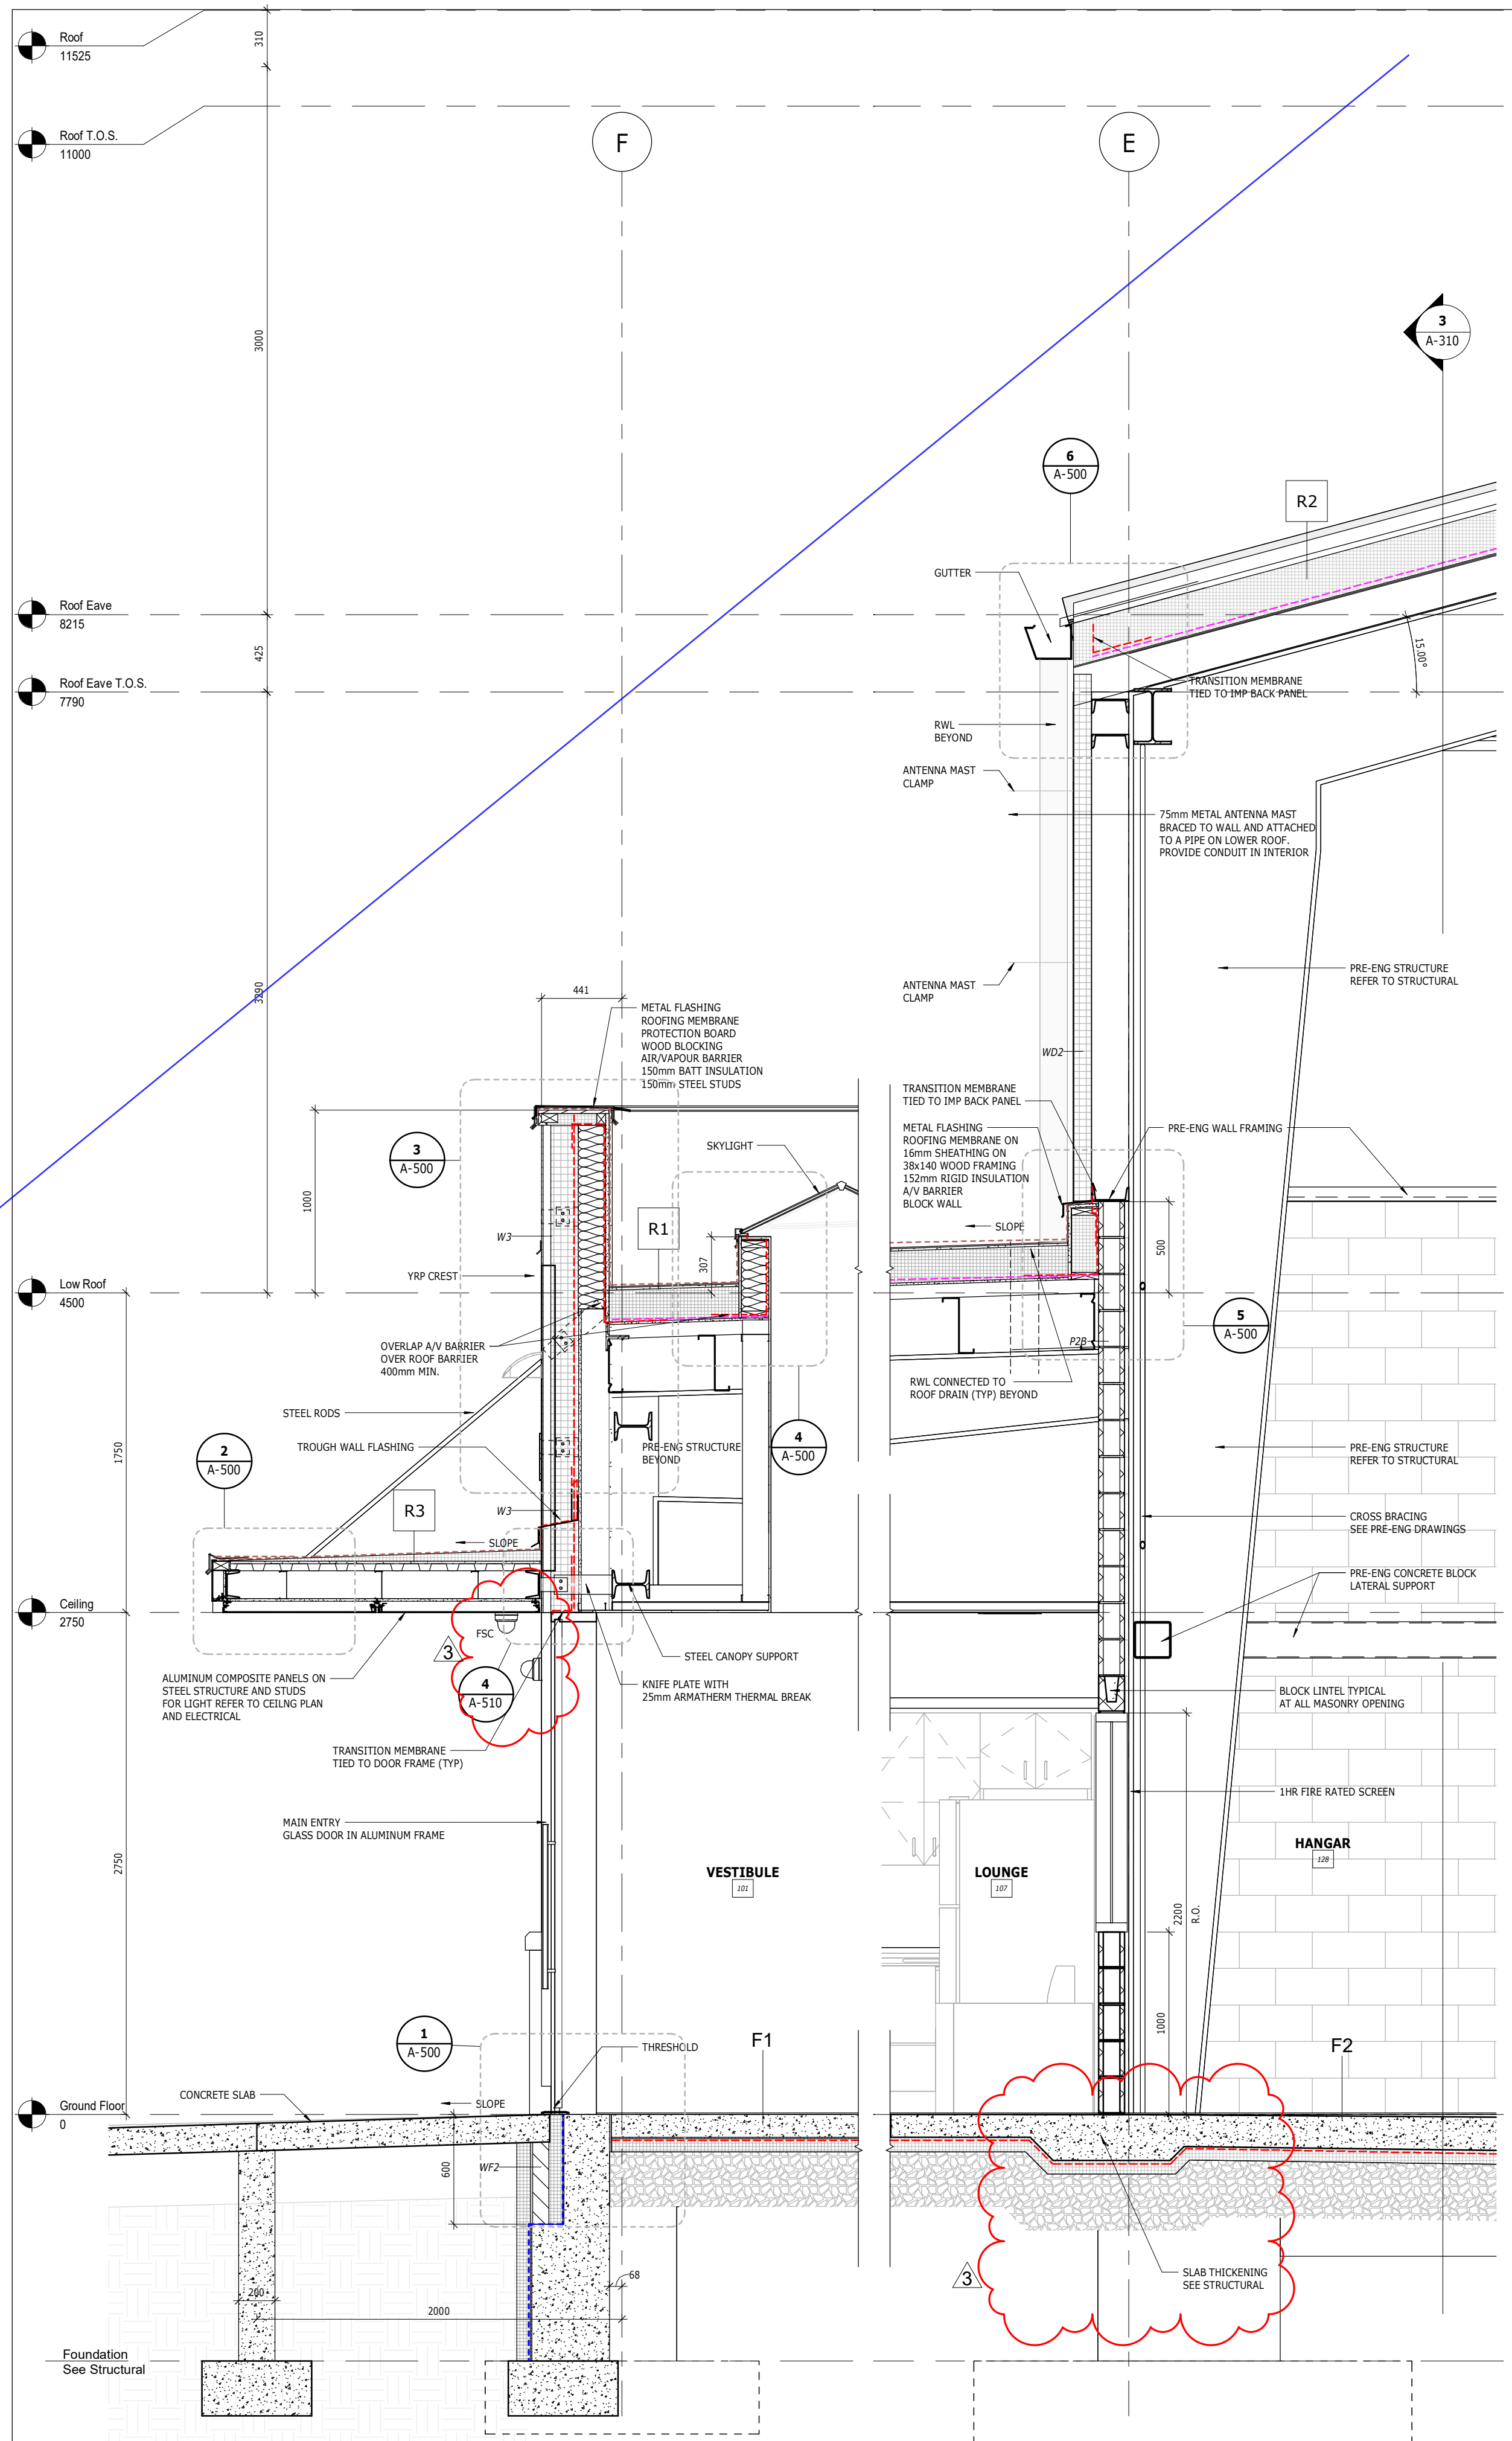 Roof
11525
310
Roof T.O.S.
11000
F
E
3000
3
A-310
6
A-500
R2
GUTTER
Roof Eave
8215
425
15.00°
Roof Eave T.O.S.
7790
TRANSITION MEMBRANE
TIED TO IMP BACK PANEL
RWL
BEYOND
ANTENNA MAST
CLAMP
75mm METAL ANTENNA MAST
BRACED TO WALL AND ATTACHED
TO A PIPE ON LOWER ROOF.
PROVIDE CONDUIT IN INTERIOR
PRE-ENG STRUCTURE
REFER TO STRUCTURAL
ANTENNA MAST
CLAMP
3290
441
METAL FLASHING
ROOFING MEMBRANE
PROTECTION BOARD
WOOD BLOCKING
AIR/VAPOUR BARRIER
150mm BATT INSULATION
150mm STEEL STUDS
WD2
TRANSITION MEMBRANE
TIED TO IMP BACK PANEL
METAL FLASHING
ROOFING MEMBRANE ON
16mm SHEATHING ON
38x140 WOOD FRAMING
152mm RIGID INSULATION
A/V BARRIER
BLOCK WALL
PRE-ENG WALL FRAMING
SKYLIGHT
3
A-500
1000
W3
R1
307
SLOPE
500
YRP CREST
Low Roof
4500
5
A-500
P2B
OVERLAP A/V BARRIER
OVER ROOF BARRIER
400mm MIN.
RWL CONNECTED TO
ROOF DRAIN (TYP) BEYOND
STEEL RODS
TROUGH WALL FLASHING
PRE-ENG STRUCTURE
BEYOND
4
A-500
PRE-ENG STRUCTURE
REFER TO STRUCTURAL
2
A-500
1750
R3
W3
SLOPE
CROSS BRACING
SEE PRE-ENG DRAWINGS
PRE-ENG CONCRETE BLOCK
LATERAL SUPPORT
Ceiling
2750
FSC
3
STEEL CANOPY SUPPORT
ALUMINUM COMPOSITE PANELS ON
STEEL STRUCTURE AND STUDS
FOR LIGHT REFER TO CEILNG PLAN
AND ELECTRICAL
4
A-510
KNIFE PLATE WITH
25mm ARMATHERM THERMAL BREAK
BLOCK LINTEL TYPICAL
AT ALL MASONRY OPENING
TRANSITION MEMBRANE
TIED TO DOOR FRAME (TYP)
1HR FIRE RATED SCREEN
MAIN ENTRY
GLASS DOOR IN ALUMINUM FRAME
2750
VESTIBULE
101
LOUNGE
107
HANGAR
128
2200
R.O.
1000
1
A-500
THRESHOLD
F1
F2
CONCRETE SLAB
SLOPE
Ground Floor
0
600
WF2
68
3
SLAB THICKENING
SEE STRUCTURAL
200
2000
Foundation
See Structural